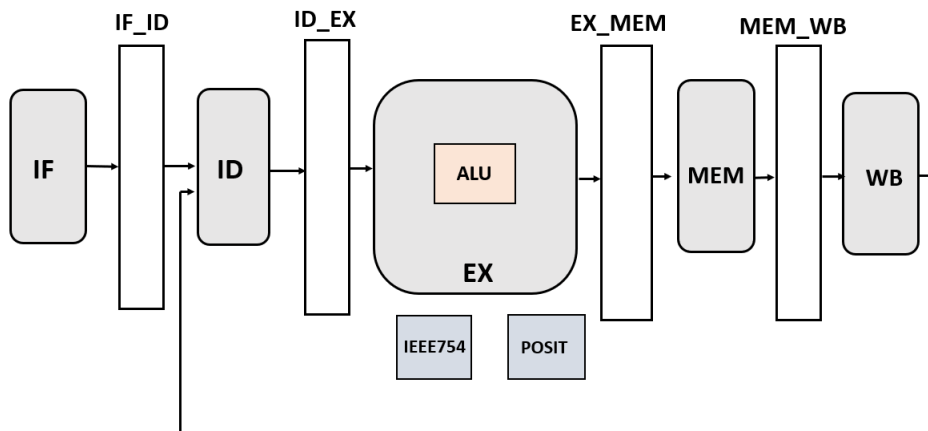 IF_ID
ID_EX
EX_MEM
MEM_WB
IF
ID
ALU
EX
MEM
WB
IEEE754
POSIT